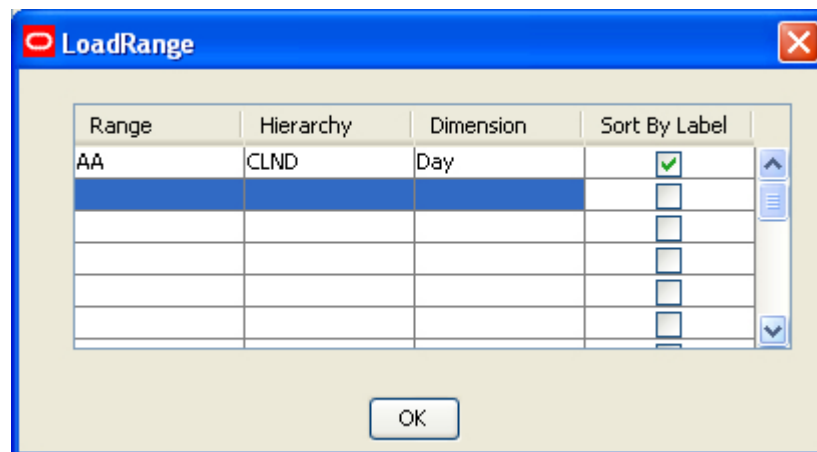 LoadRange
Range Hierarchy Dimension Sort By Label
AA CLND Day
OK